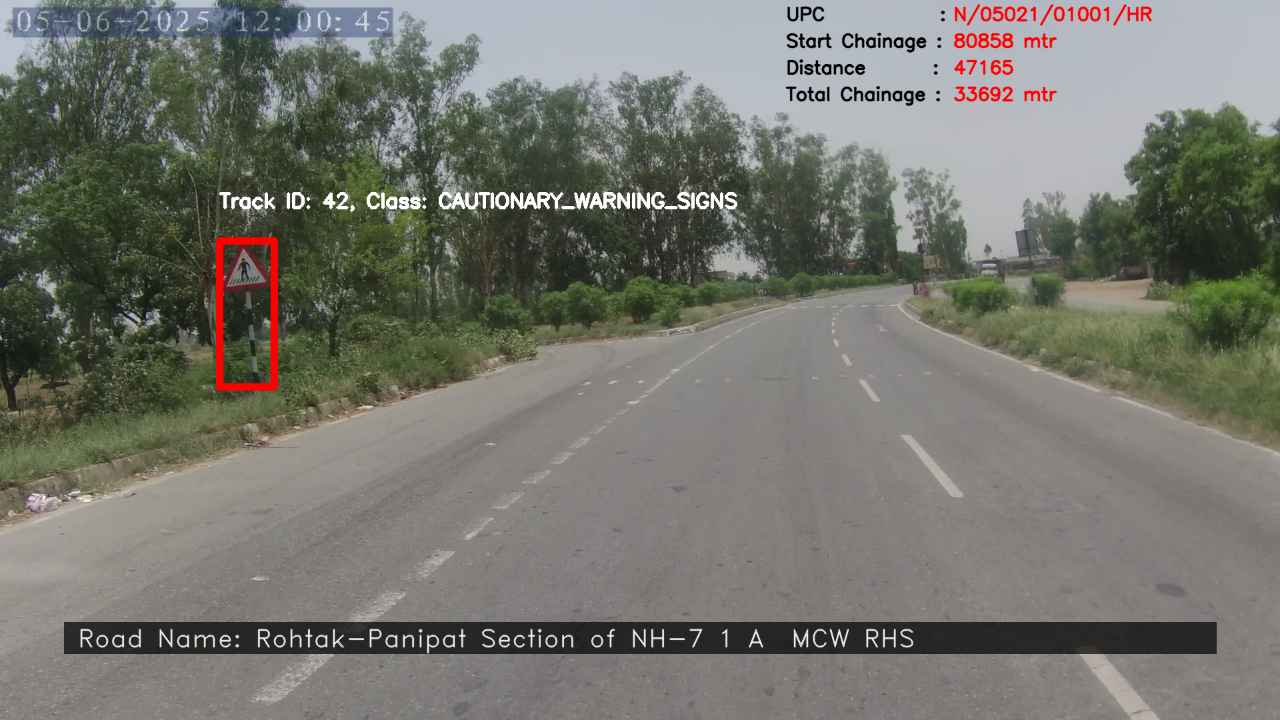 05-06-2025 12:00:45
UPC : N/05021/01001/HR
Start Chainage : 80858 mtr
Distance : 47165
Total Chainage : 33692 mtr
Track ID: 42, Class: CAUTIONARY_WARNING_SIGNS
Road Name: Rohtak-Panipat Section of NH-7 1 A MCW RHS